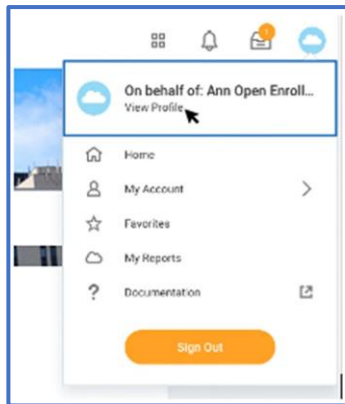 On behalf of: Ann Open Enroll...
View Profile
Home
My Account
Favorites
My Reports
Documentation
Sign Out